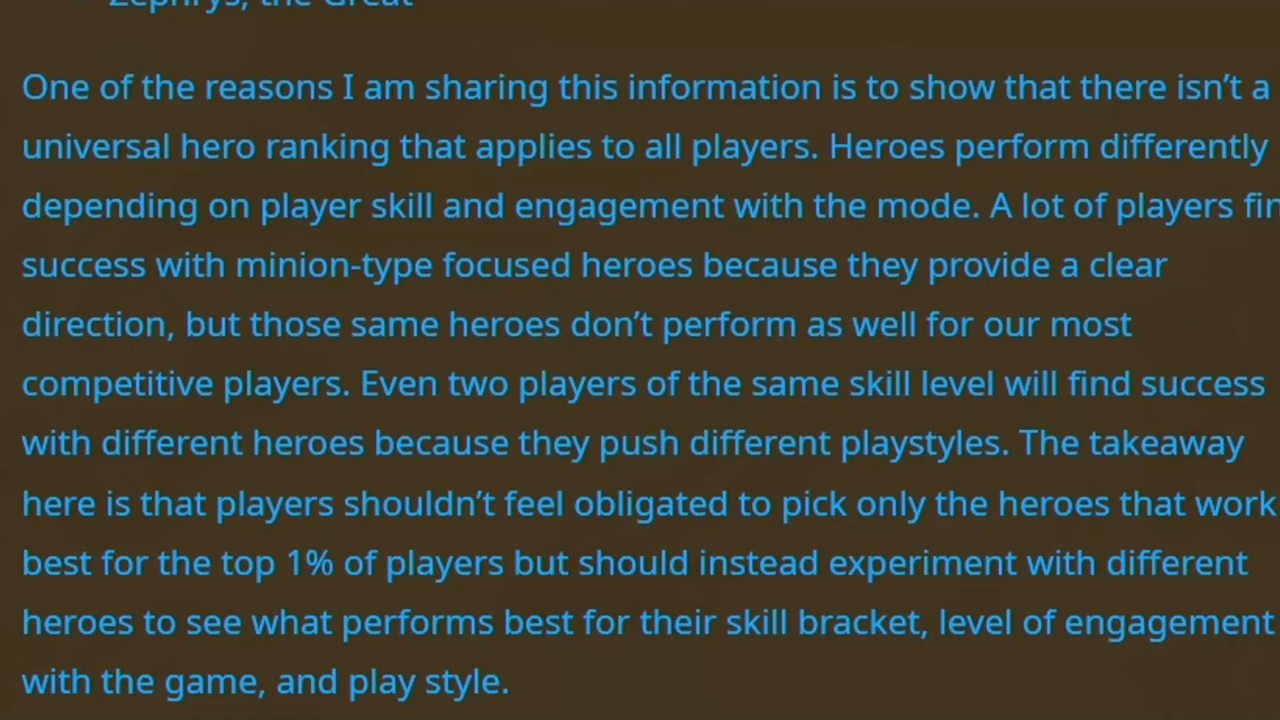 Zephrys, the Great
One of the reasons I am sharing this information is to show that there isn’t a
universal hero ranking that applies to all players. Heroes perform differently
depending on player skill and engagement with the mode. A lot of players fin
success with minion-type focused heroes because they provide a clear
direction, but those same heroes don’t perform as well for our most
competitive players. Even two players of the same skill level will find success
with different heroes because they push different playstyles. The takeaway
here is that players shouldn’t feel obligated to pick only the heroes that work
best for the top 1% of players but should instead experiment with different
heroes to see what performs best for their skill bracket, level of engagement
with the game, and play style.